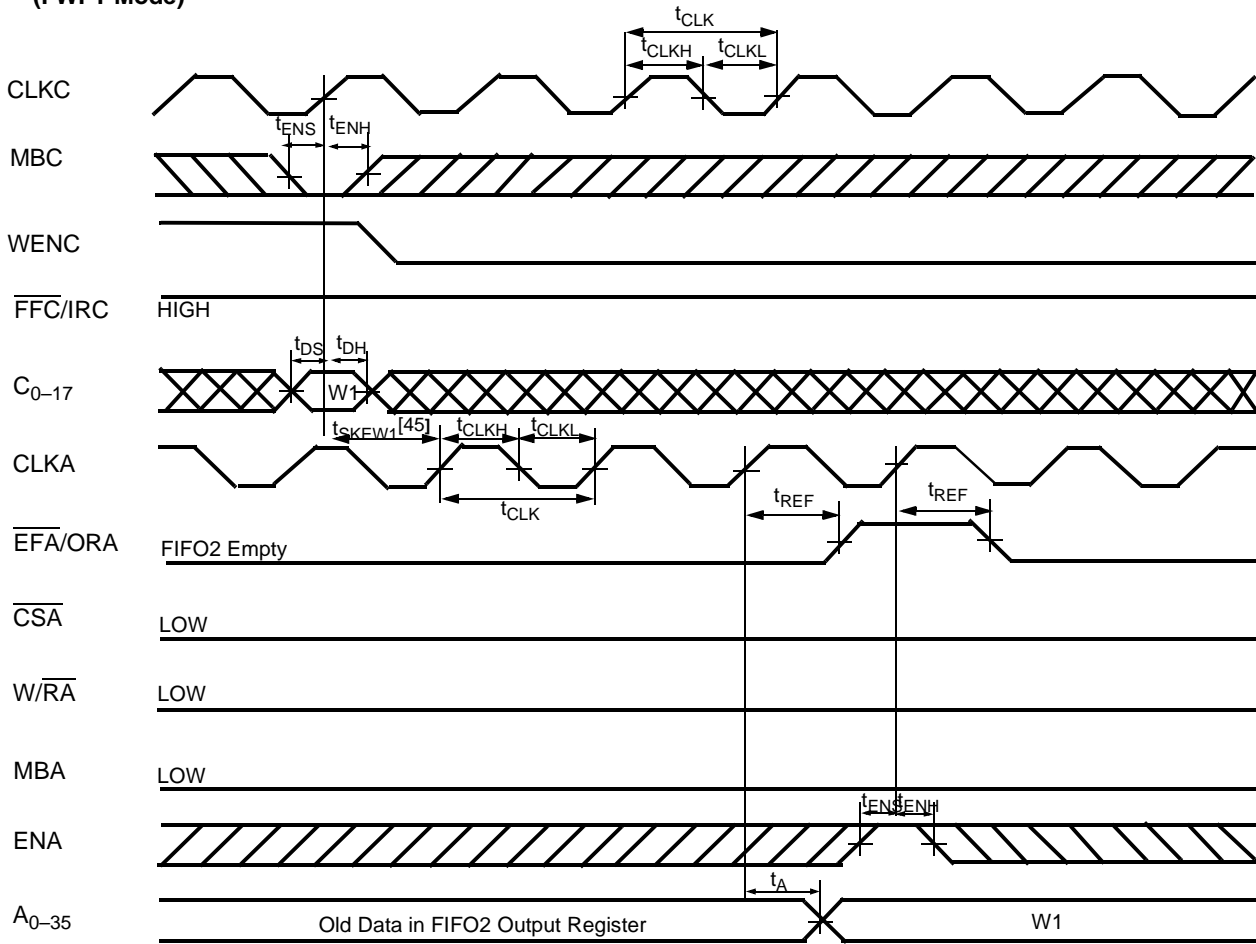 (FWFT Mode)
tCLK
tCLKH tCLKL
CLKC
tENS tENH
MBC
WENC
FFC/IRC HIGH
tDS tDH
C0–17 W1
tSKEW1[45] tCLKH tCLKL
CLKA
tCLK tREF tREF
EFA/ORA FIFO2 Empty
CSA LOW
W/RA LOW
MBA LOW
tENS tENH
ENA
tA
A0–35 Old Data in FIFO2 Output Register W1